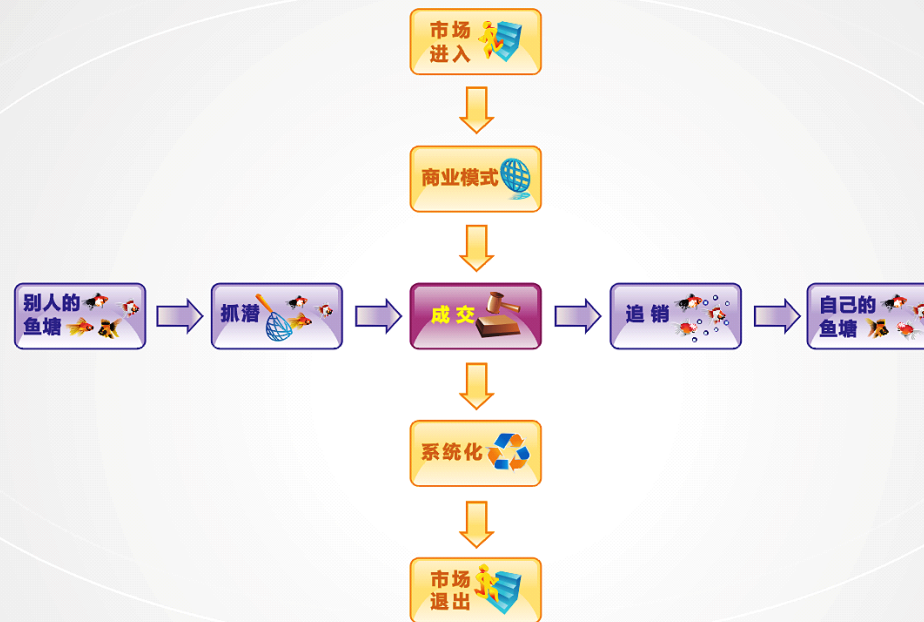 市场
进入
商业模式
别人的
鱼塘
抓潜
成交
追销
自己的
鱼塘
系统化
市场
退出